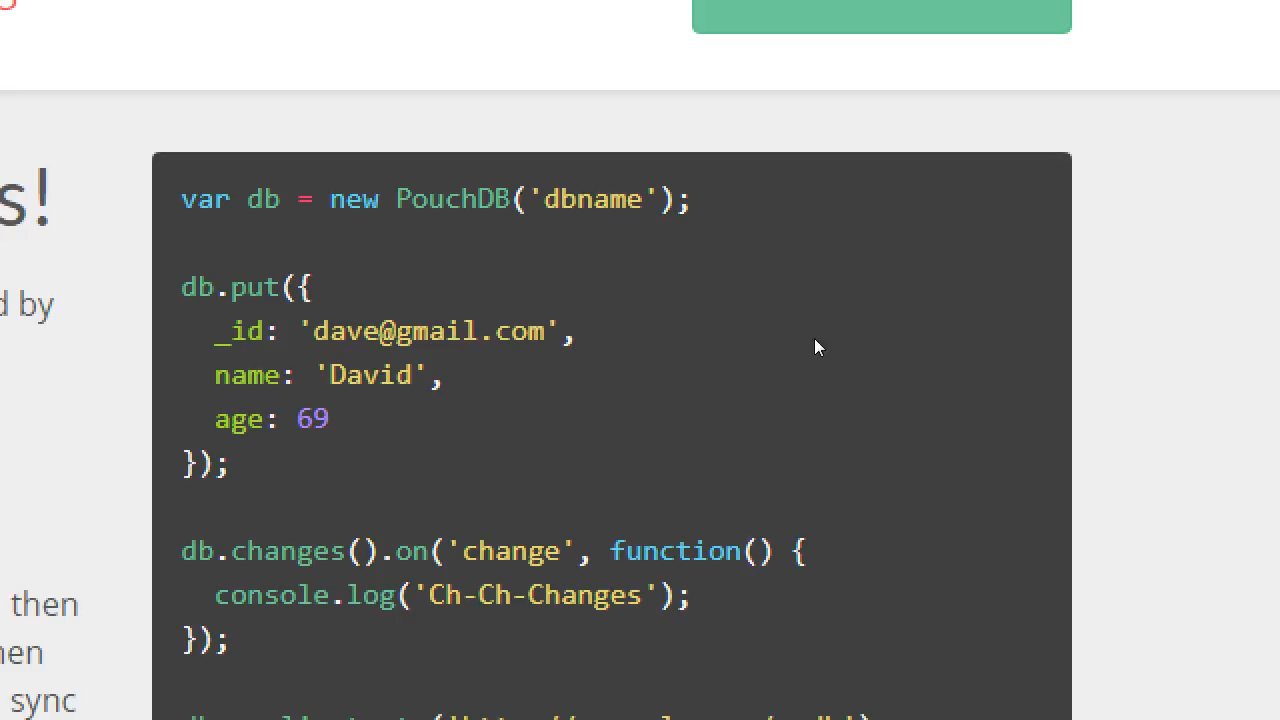 s!
d by
then
sync
var db = new PouchDB('dbname');
db.put({
  _id: 'dave@gmail.com',
  name: 'David',
  age: 69
});
db.changes().on('change', function() {
  console.log('Ch-Ch-Changes');
});